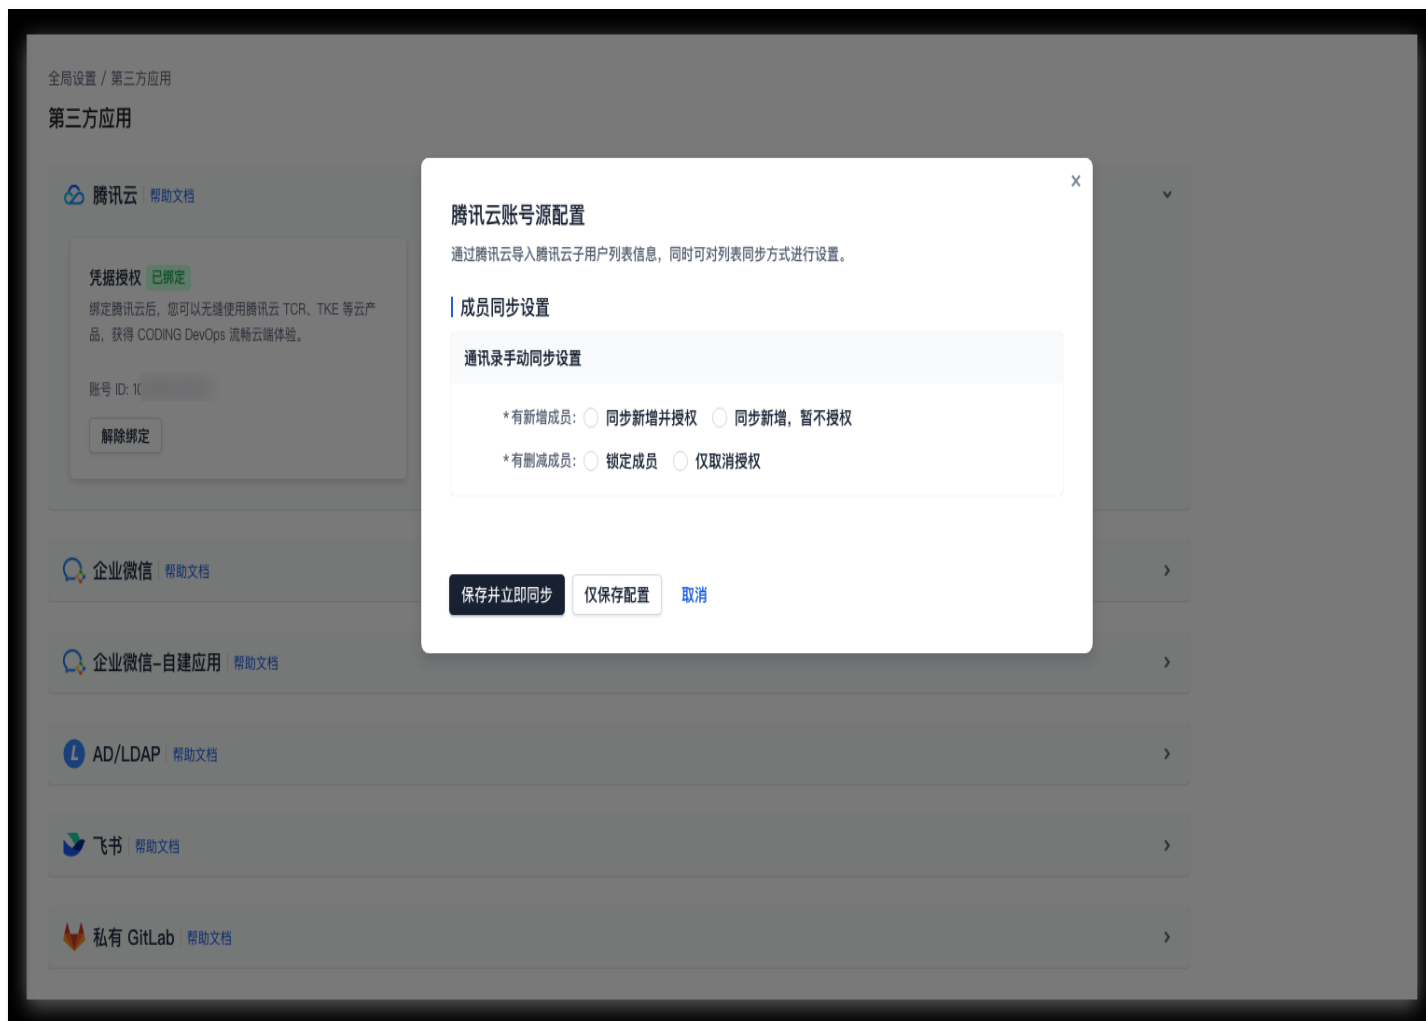 全局设置 / 第三方应用
第三方应用
腾讯云 帮助文档
凭据授权 已绑定
绑定腾讯云后，您可以无缝使用腾讯云 TCR、TKE 等云产
品，获得 CODING DevOps 流畅云端体验。
账号 ID: 10
解除绑定
腾讯云账号源配置
通过腾讯云导入腾讯云子用户列表信息，同时可对列表同步方式进行设置。
成员同步设置
通讯录手动同步设置
*有新增成员: 同步新增并授权 同步新增，暂不授权
*有删减成员: 锁定成员 仅取消授权
保存并立即同步 仅保存配置 取消
企业微信 帮助文档
企业微信-自建应用 帮助文档
AD/LDAP 帮助文档
飞书 帮助文档
私有 GitLab 帮助文档